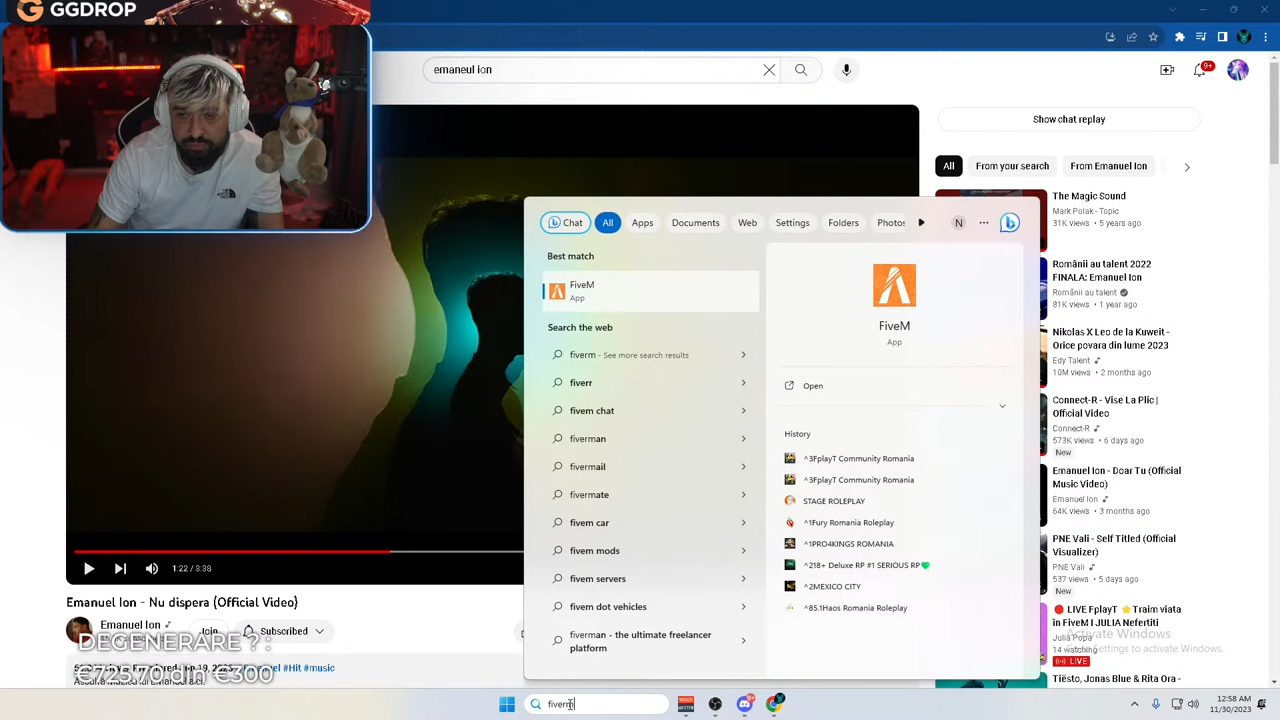 GGDROP
emaneul ion
9+
Show chat replay
All
From your search
From Emanuel Ion
The Magic Sound
Mark Polak - Topic
31K views • 5 years ago
Românii au talent 2022
FINALA: Emanuel Ion
Românii au talent
81K views • 1 year ago
Nikolas X Leo de la Kuweit -
Orice povara din lume 2023
Edy Talent
10M views • 2 months ago
Connect-R - Vise La Plic |
Official Video
Connect-R
573K views • 6 days ago
New
Emanuel Ion - Doar Tu (Official
Music Video)
Emanuel Ion
64K views • 3 months ago
PNE Vali - Self Titled (Official
Visualizer)
PNE Vali
537 views • 5 days ago
New
LIVE FplayT ⭐Traim viata
în FiveM I JULIA Nefertiti
Julia Popa
14 watching
LIVE
Tiësto, Jonas Blue & Rita Ora -
Activate Windows
Settings to activate Windows.
Chat
All
Apps
Documents
Web
Settings
Folders
Photos
N
Best match
FiveM
App
Search the web
fiverm - See more search results
fiverr
fivem chat
fiverman
fivermail
fivermate
fivem car
fivem mods
fivem servers
fivem dot vehicles
fiverman - the ultimate freelancer
platform
FiveM
App
Open
History
^3FplayT Community Romania
^3FplayT Community Romania
STAGE ROLEPLAY
^1Fury Romania Roleplay
^1PRO4KINGS ROMANIA
^218+ Deluxe RP #1 SERIOUS RP💚
^2MEXICO CITY
^85.1Haos Romania Roleplay
1:22 / 3:38
Emanuel Ion - Nu dispera (Official Video)
Emanuel Ion
Join
Subscribed
DEGENERARE ? :
€725.70 din €300
#Hit #music
fiverm
9+
12:58 AM
11/30/2023